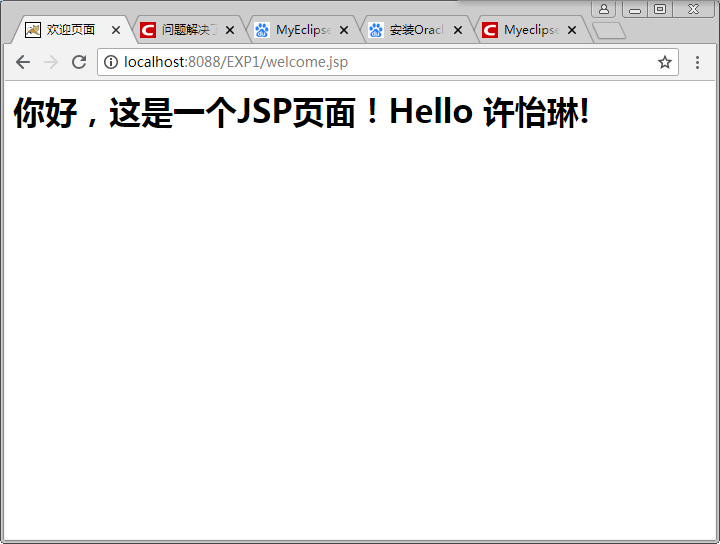 欢迎页面
问题解决了
MyEclipse
安装Oracl
Myeclipse
localhost:8088/EXP1/welcome.jsp
你好，这是一个JSP页面！Hello 许怡琳!